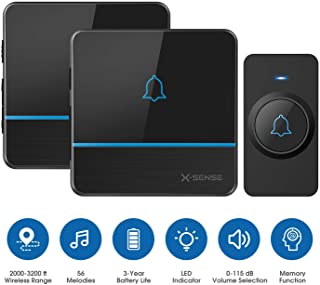 X-SENSE
2000-3200 ft
Wireless Range
56
Melodies
3-Year
Battery Life
LED
Indicator
0-115 dB
Volume Selection
Memory
Function